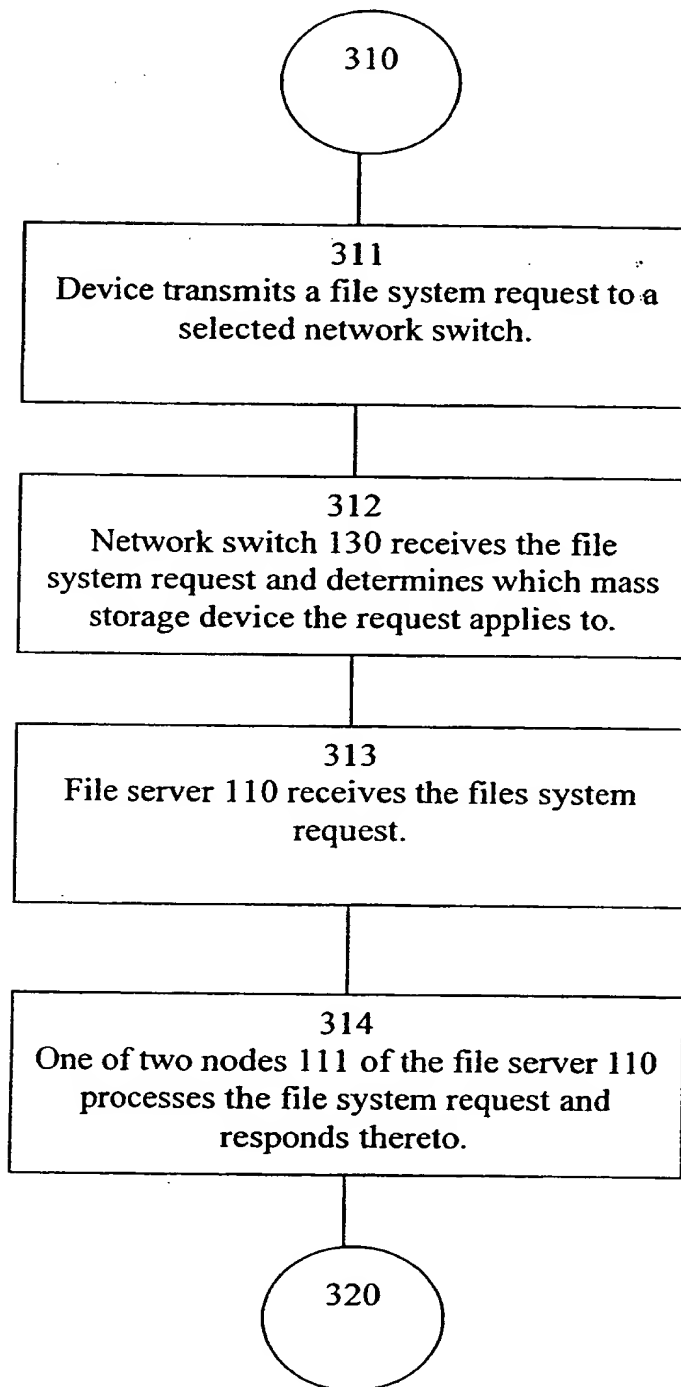 310
311
Device transmits a file system request to a
selected network switch.
312
Network switch 130 receives the file
system request and determines which mass
storage device the request applies to.
313
File server 110 receives the files system
request.
314
One of two nodes 111 of the file server 110
processes the file system request and
responds thereto.
320